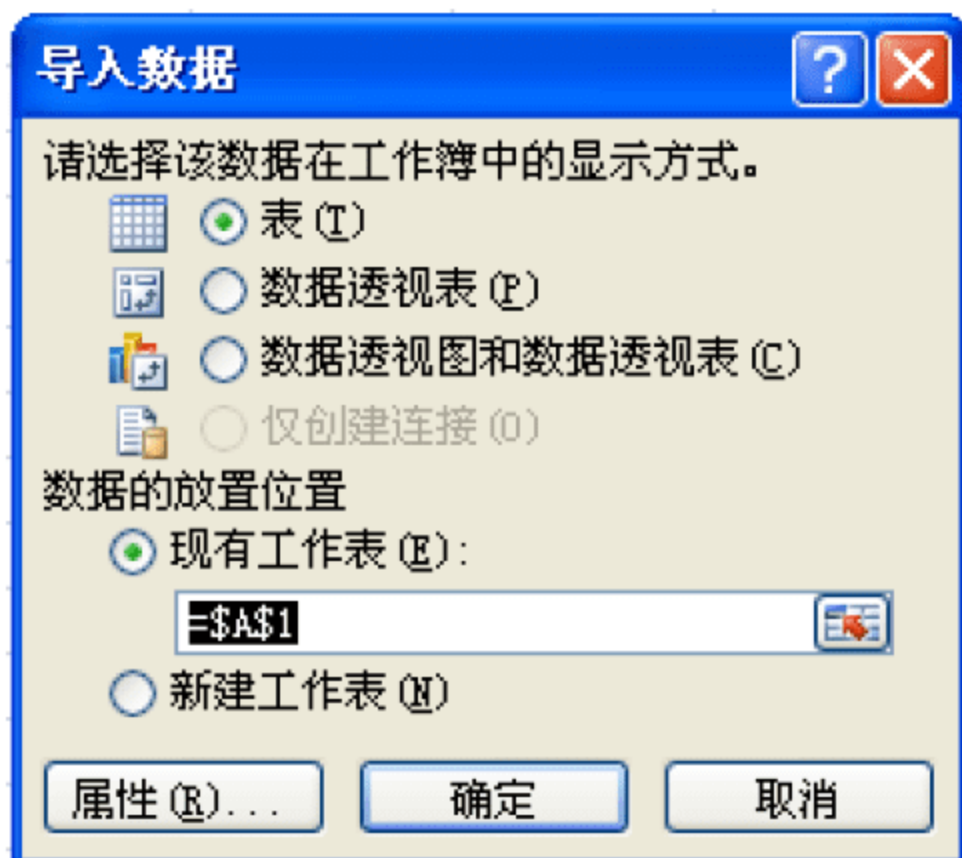 导入数据
请选择该数据在工作簿中的显示方式。
表(T)
数据透视表(P)
数据透视图和数据透视表(C)
仅创建连接(O)
数据的放置位置
现有工作表(E):
=$A$1
新建工作表(N)
属性(R)... 确定 取消